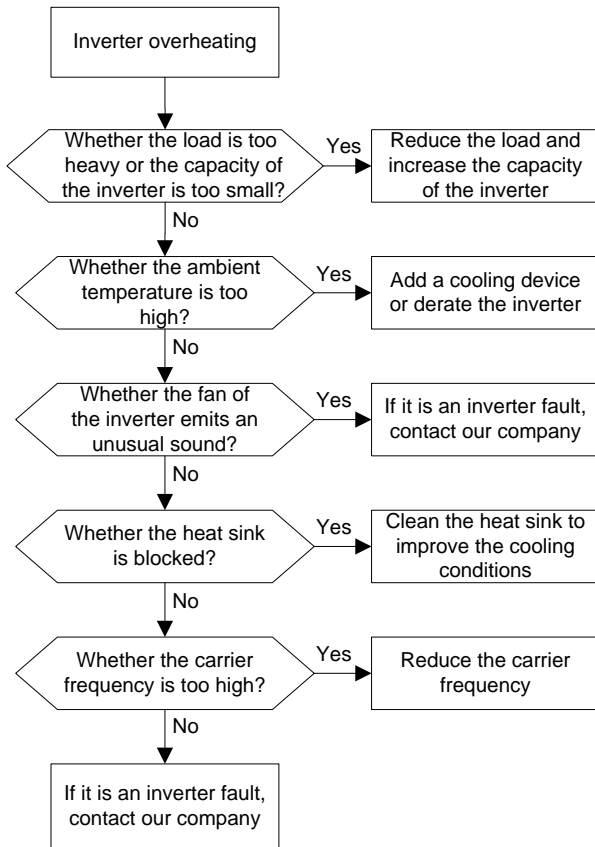 Inverter overheating
Whether the load is too
heavy or the capacity of
the inverter is too small?
Yes
Reduce the load and
increase the capacity
of the inverter
No
Whether the ambient
temperature is too
high?
Yes
Add a cooling device
or derate the inverter
No
Whether the fan of
the inverter emits an
unusual sound?
Yes
If it is an inverter fault,
contact our company
No
Whether the heat sink
is blocked?
Yes
Clean the heat sink to
improve the cooling
conditions
No
Whether the carrier
frequency is too high?
Yes
Reduce the carrier
frequency
No
If it is an inverter fault,
contact our company